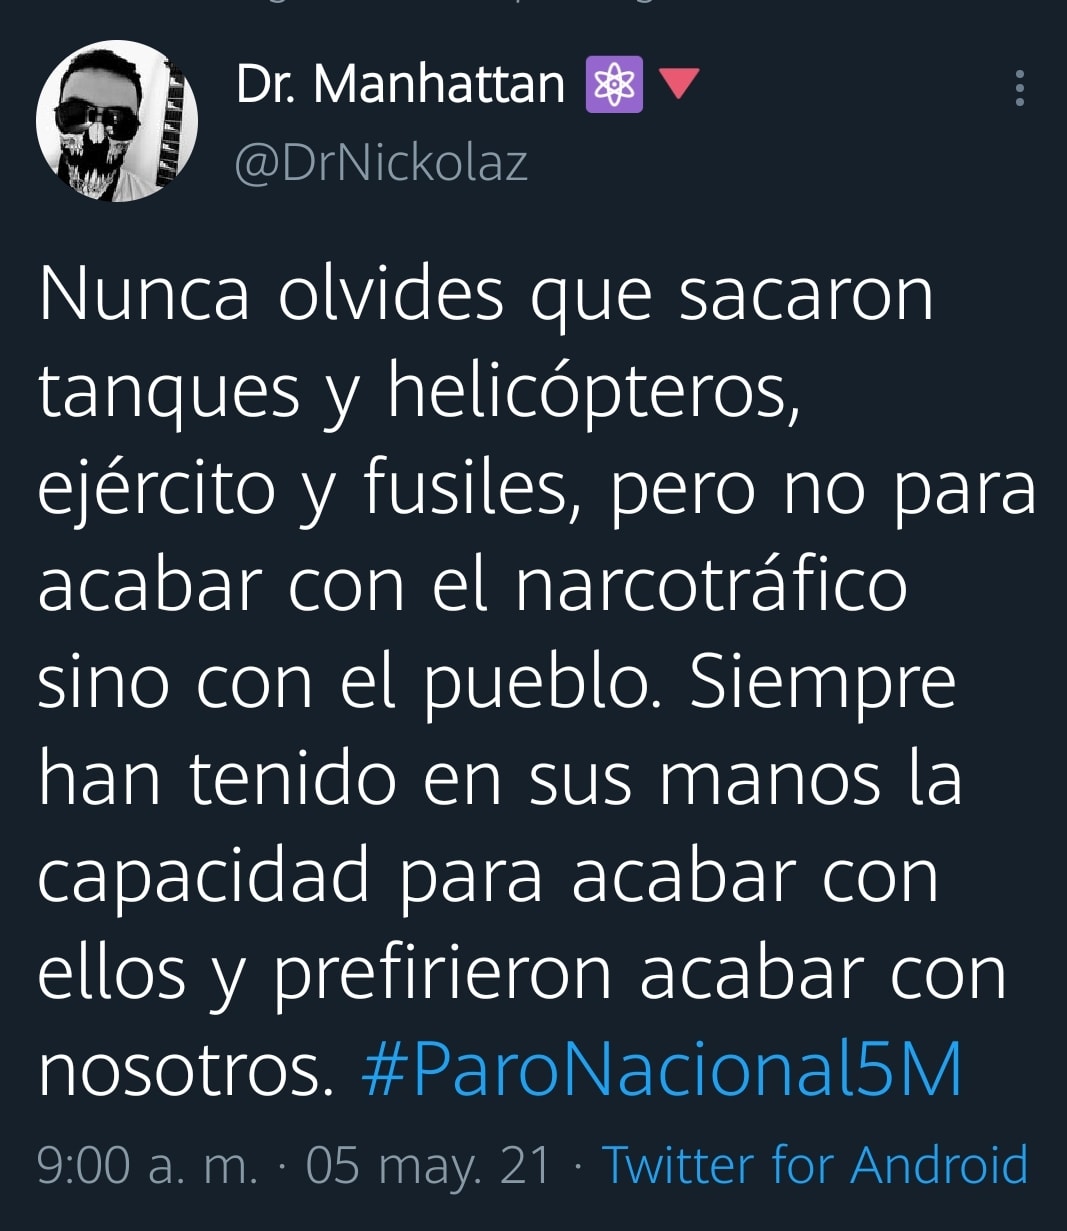 Dr. Manhattan ⚛️🔻
@DrNickolaz
Nunca olvides que sacaron
tanques y helicópteros,
ejército y fusiles, pero no para
acabar con el narcotráfico
sino con el pueblo. Siempre
han tenido en sus manos la
capacidad para acabar con
ellos y prefirieron acabar con
nosotros. #ParoNacional5M
9:00 a. m. · 05 may. 21 · Twitter for Android